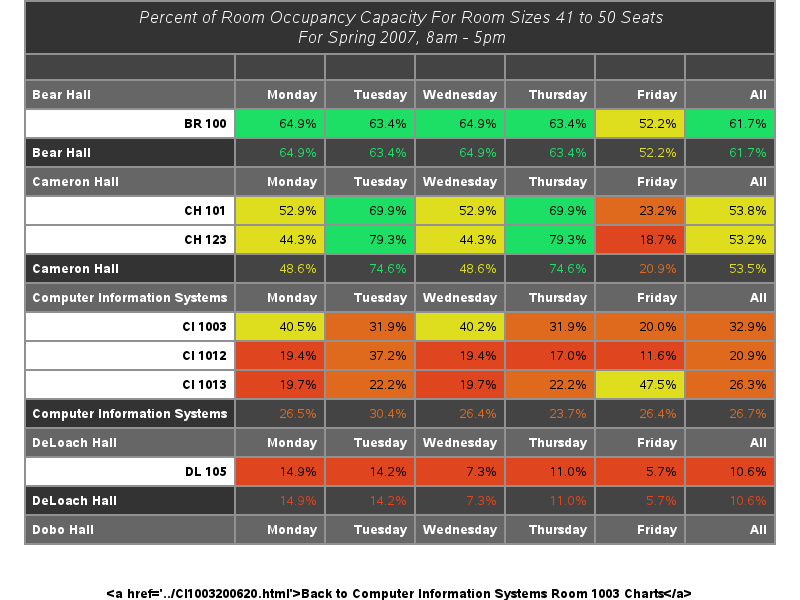 Percent of Room Occupancy Capacity For Room Sizes 41 to 50 Seats
For Spring 2007, 8am - 5pm
Bear Hall Monday Tuesday Wednesday Thursday Friday All
BR 100 64.9% 63.4% 64.9% 63.4% 52.2% 61.7%
Bear Hall 64.9% 63.4% 64.9% 63.4% 52.2% 61.7%
Cameron Hall Monday Tuesday Wednesday Thursday Friday All
CH 101 52.9% 69.9% 52.9% 69.9% 23.2% 53.8%
CH 123 44.3% 79.3% 44.3% 79.3% 18.7% 53.2%
Cameron Hall 48.6% 74.6% 48.6% 74.6% 20.9% 53.5%
Computer Information Systems Monday Tuesday Wednesday Thursday Friday All
CI 1003 40.5% 31.9% 40.2% 31.9% 20.0% 32.9%
CI 1012 19.4% 37.2% 19.4% 17.0% 11.6% 20.9%
CI 1013 19.7% 22.2% 19.7% 22.2% 47.5% 26.3%
Computer Information Systems 26.5% 30.4% 26.4% 23.7% 26.4% 26.7%
DeLoach Hall Monday Tuesday Wednesday Thursday Friday All
DL 105 14.9% 14.2% 7.3% 11.0% 5.7% 10.6%
DeLoach Hall 14.9% 14.2% 7.3% 11.0% 5.7% 10.6%
Dobo Hall Monday Tuesday Wednesday Thursday Friday All
<a href='../CI1003200620.html'>Back to Computer Information Systems Room 1003 Charts</a>